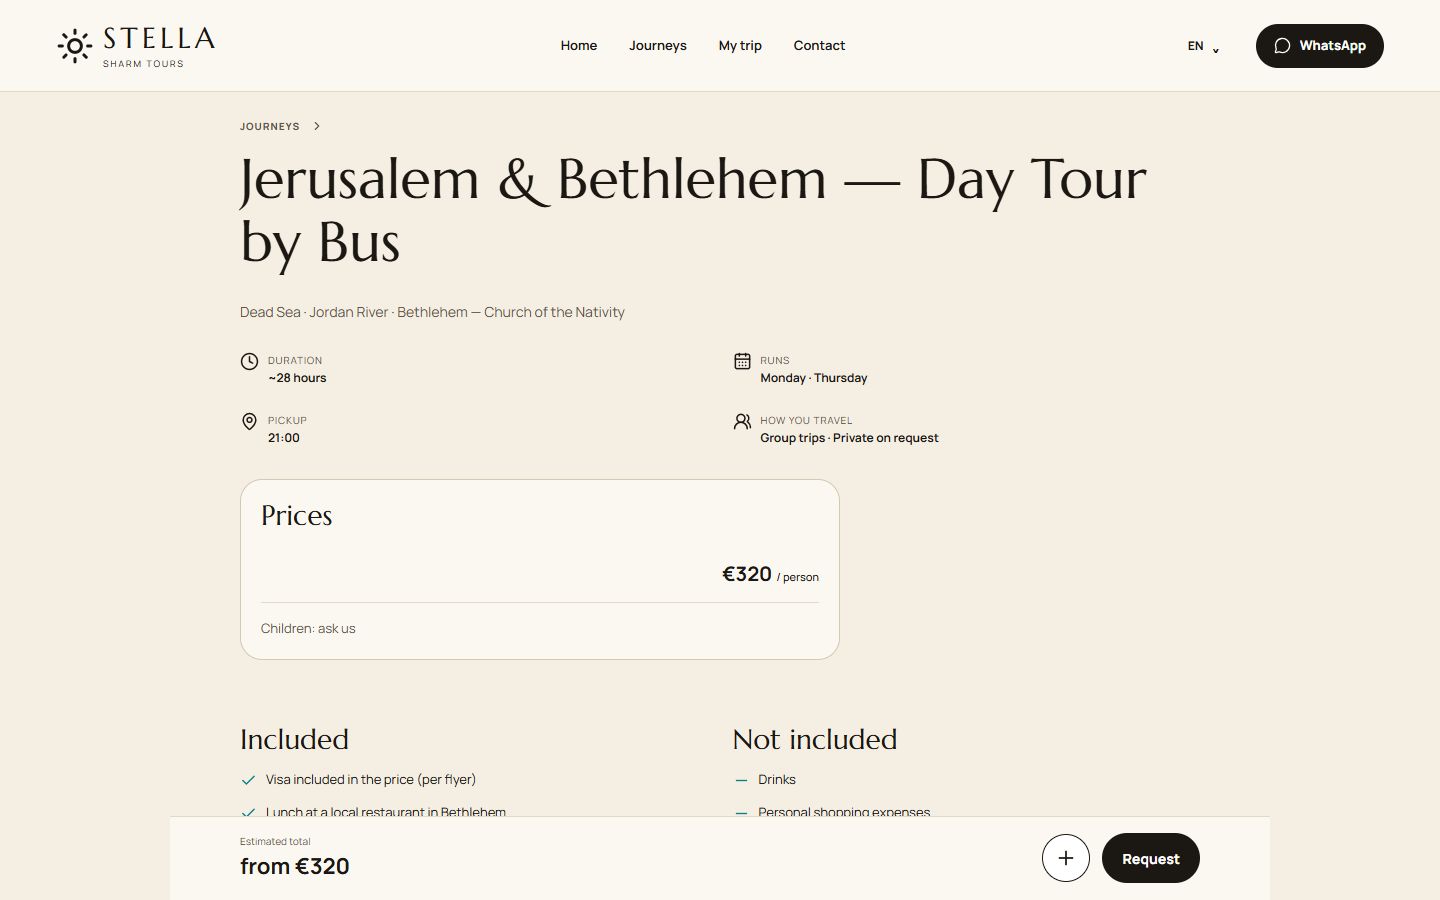 STELLA
SHARM TOURS
Home
Journeys
My trip
Contact
EN
WhatsApp
JOURNEYS
Jerusalem & Bethlehem — Day Tour
by Bus
Dead Sea · Jordan River · Bethlehem — Church of the Nativity
DURATION
~28 hours
RUNS
Monday · Thursday
PICKUP
21:00
HOW YOU TRAVEL
Group trips · Private on request
Prices
€320 / person
Children: ask us
Included
Visa included in the price (per flyer)
Lunch at a local restaurant in Bethlehem
Not included
Drinks
Personal shopping expenses
Estimated total
from €320
Request